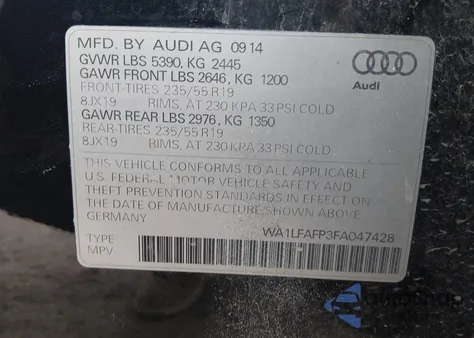 MFD. BY AUDI AG 09 14
GVWR LBS 5390, KG 2445
GAWR FRONT LBS 2646, KG 1200
FRONT-TIRES 235/55 R19
8JX19 RIMS, AT 230 KPA 33 PSI COLD
GAWR REAR LBS 2976, KG 1350
REAR-TIRES 235/55 R19
8JX19 RIMS, AT 230 KPA 33 PSI COLD
Audi
THIS VEHICLE CONFORMS TO ALL APPLICABLE
U.S. FEDERAL MOTOR VEHICLE SAFETY AND
THEFT PREVENTION STANDARDS IN EFFECT ON
THE DATE OF MANUFACTURE SHOWN ABOVE.
GERMANY
WA1LFAFP3FA047428
TYPE
MPV